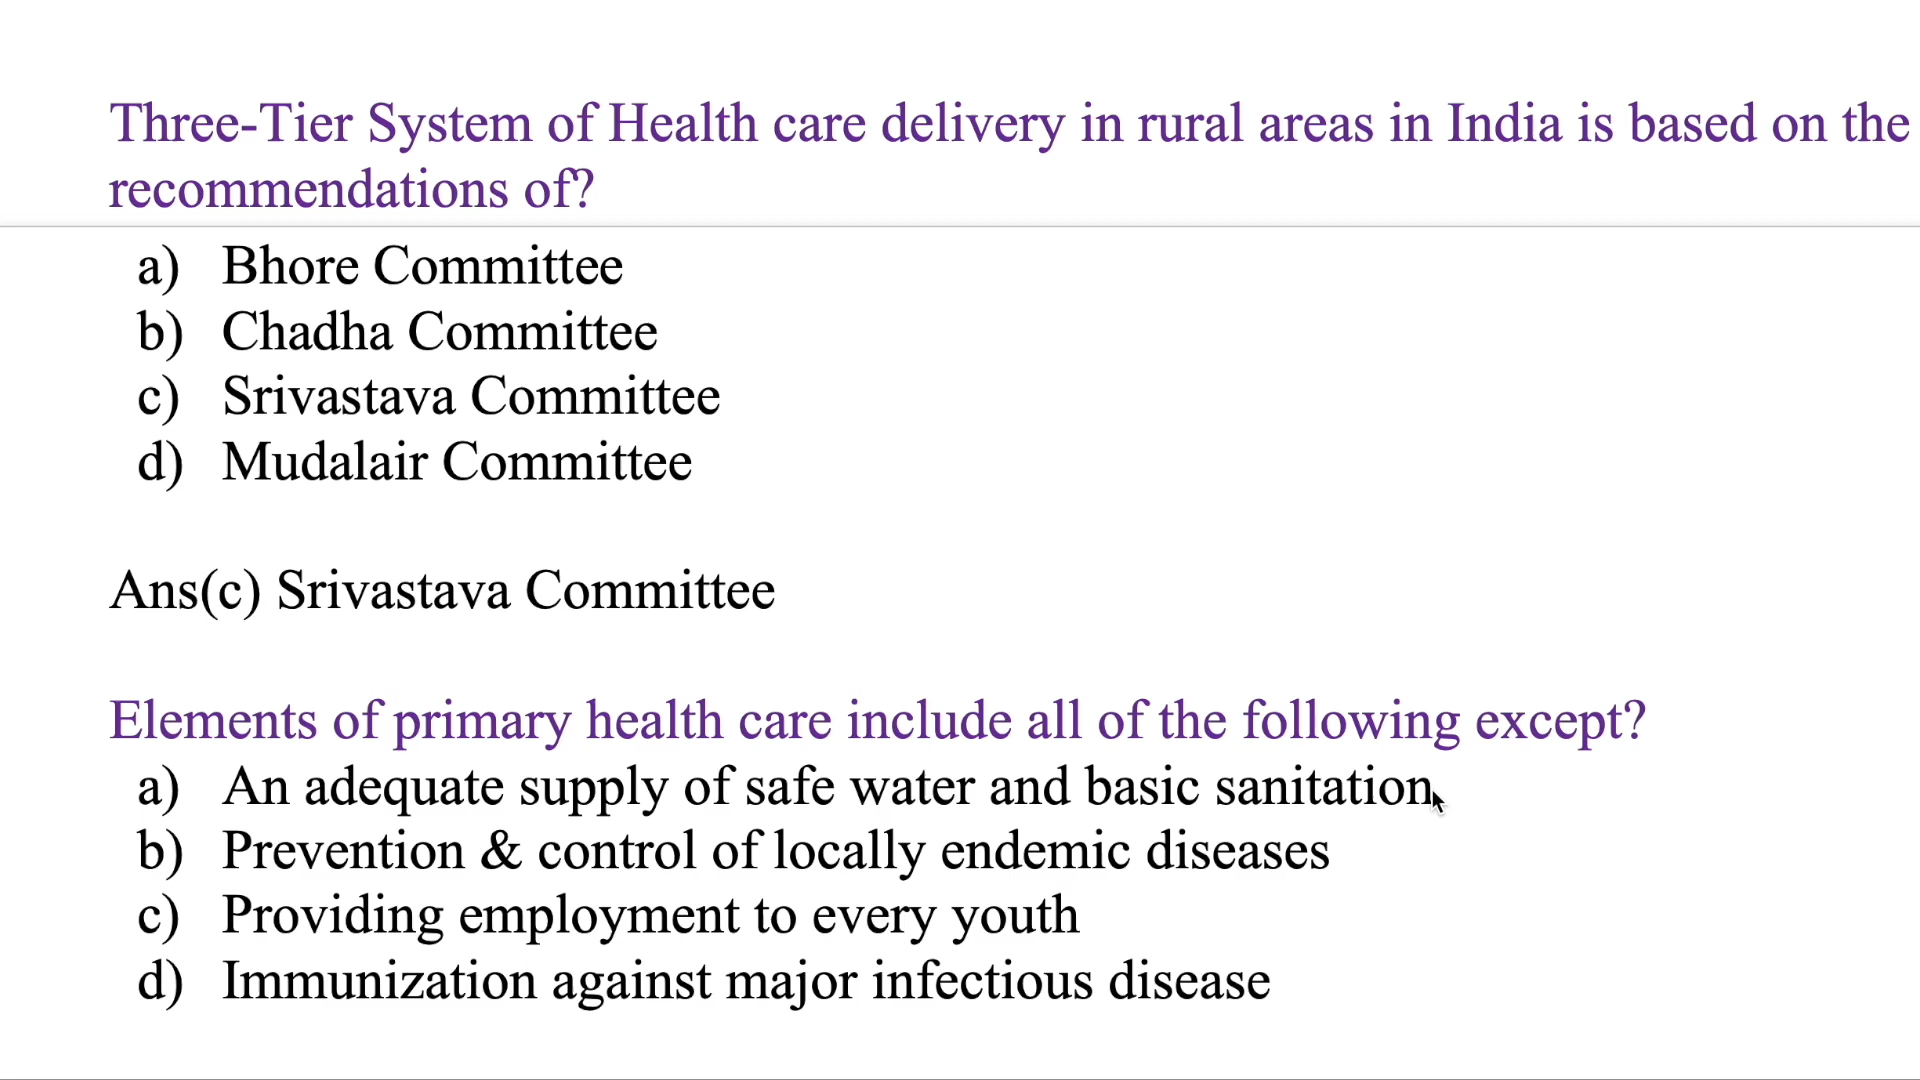 Three-Tier System of Health care delivery in rural areas in India is based on the
recommendations of?
a) Bhore Committee
b) Chadha Committee
c) Srivastava Committee
d) Mudalair Committee
Ans(c) Srivastava Committee
Elements of primary health care include all of the following except?
a) An adequate supply of safe water and basic sanitation
b) Prevention & control of locally endemic diseases
c) Providing employment to every youth
d) Immunization against major infectious disease